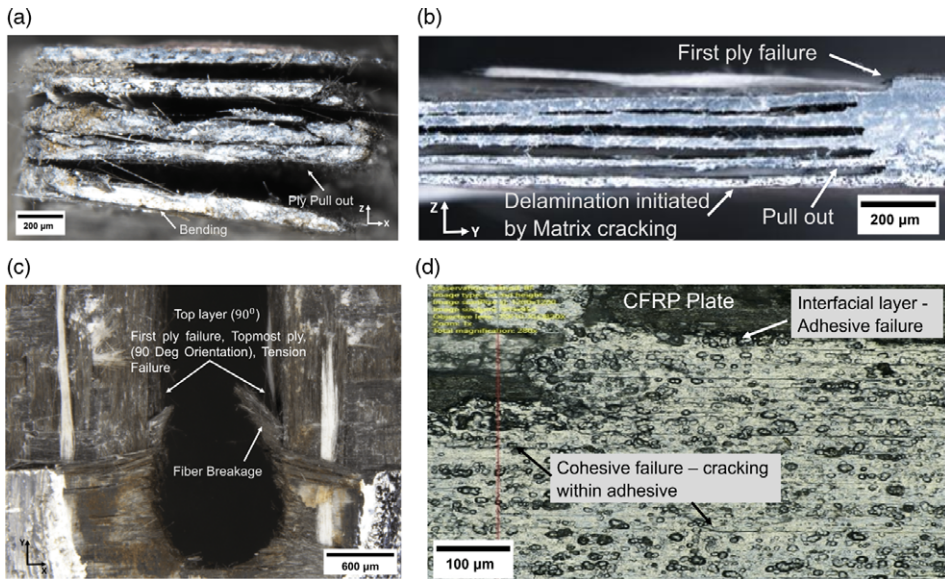 (a)
Ply Pull out
Bending
200 µm
Z
X
(b)
First ply failure
Delamination initiated
by Matrix cracking
Pull out
Z
Y
200 µm
(c)
Top layer (90⁰)
First ply failure, Topmost ply,
(90 Deg Orientation), Tension
Failure
Fiber Breakage
Y
X
600 µm
(d)
CFRP Plate
Interfacial layer -
Adhesive failure
Cohesive failure – cracking
within adhesive
100 µm